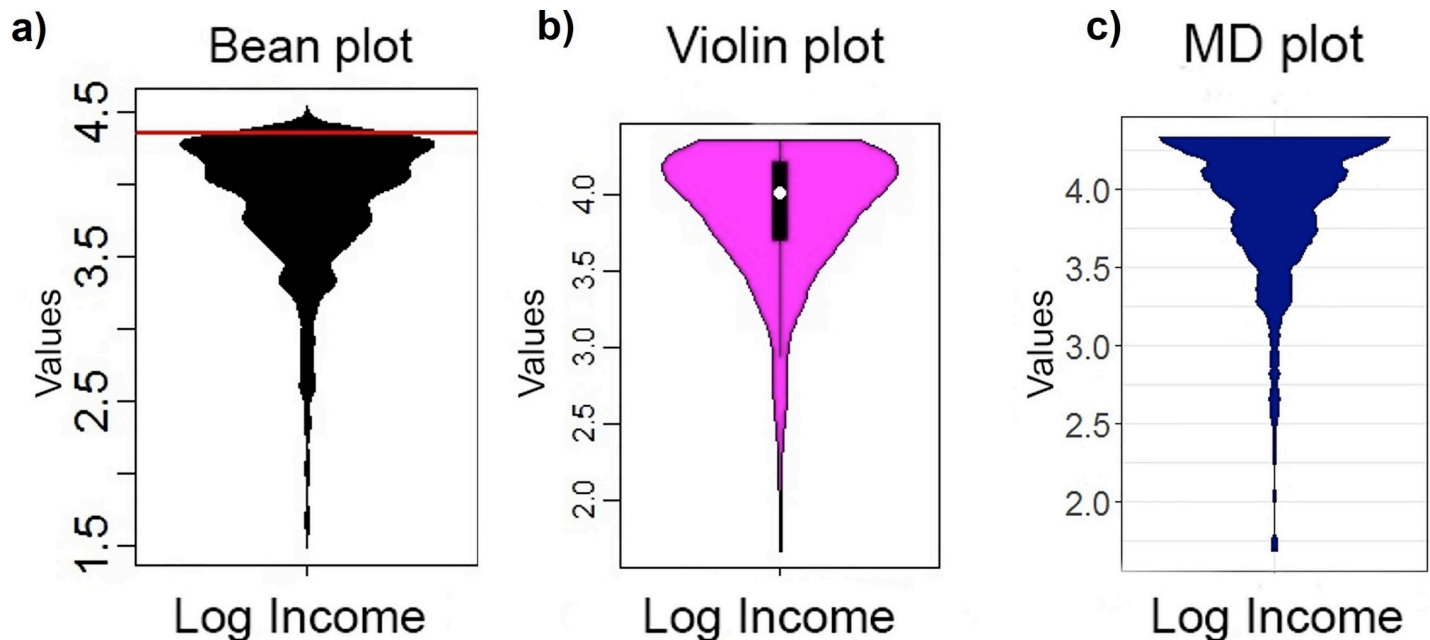 a)
Bean plot
Values
4.5
3.5
2.5
1.5
Log Income
b)
Violin plot
Values
4.0
3.5
3.0
2.5
2.0
Log Income
c)
MD plot
Values
4.0
3.5
3.0
2.5
2.0
Log Income